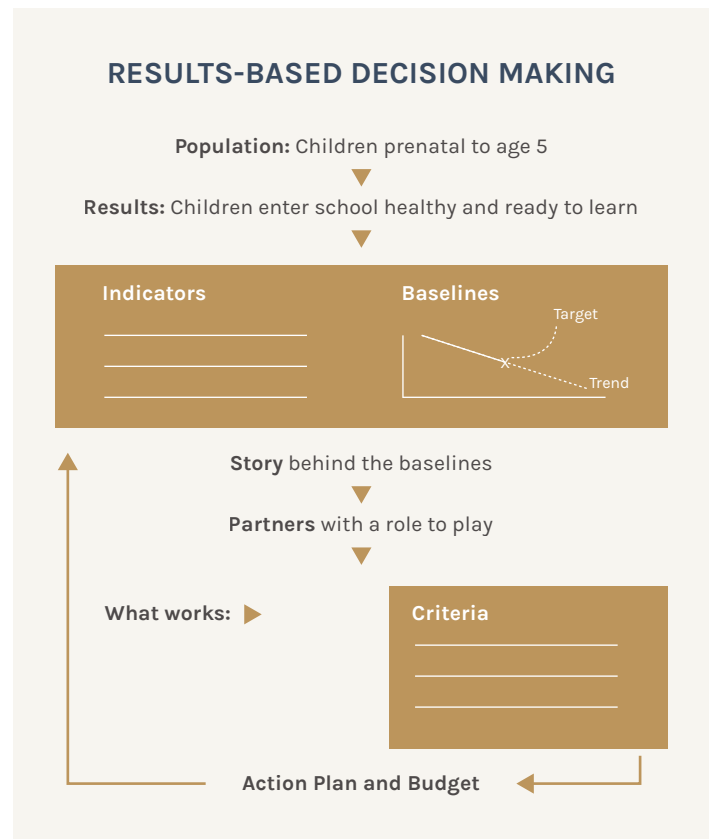 RESULTS-BASED DECISION MAKING
Population: Children prenatal to age 5
Results: Children enter school healthy and ready to learn
Indicators
Baselines
Target
X
Trend
Story behind the baselines
Partners with a role to play
What works:
Criteria
Action Plan and Budget